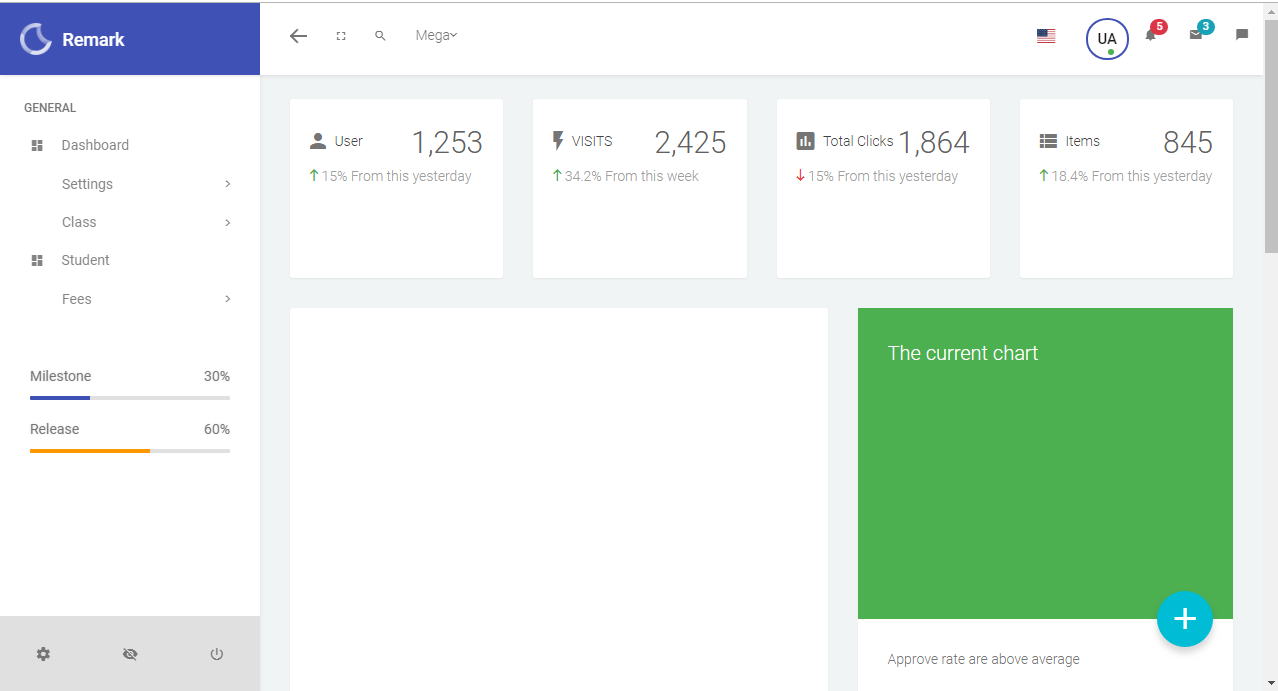 Remark
Mega
UA
5
3
GENERAL
Dashboard
Settings
Class
Student
Fees
Milestone 30%
Release 60%
User 1,253
15% From this yesterday
VISITS 2,425
34.2% From this week
Total Clicks 1,864
15% From this yesterday
Items 845
18.4% From this yesterday
The current chart
Approve rate are above average